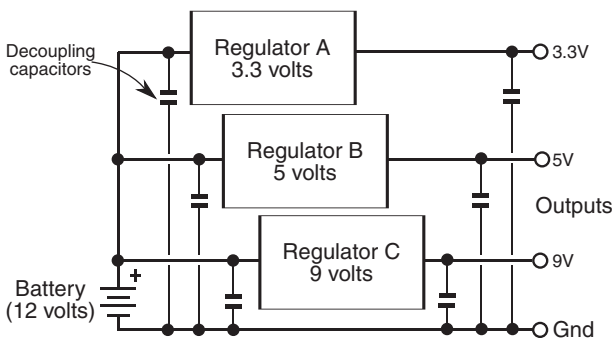 Decoupling
capacitors
Regulator A
3.3 volts
3.3V
Regulator B
5 volts
5V
Outputs
Regulator C
9 volts
9V
+
Battery
(12 volts)
Gnd